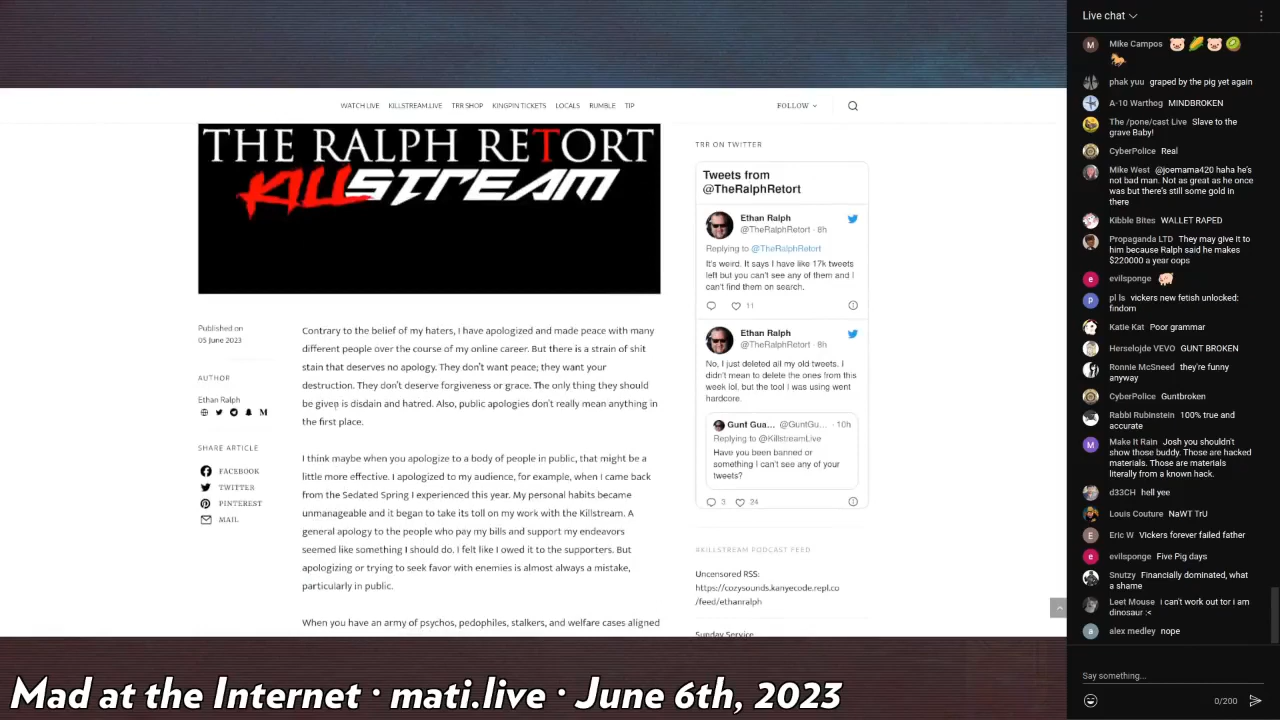 WATCH LIVE KILLSTREAM.LIVE TRR SHOP KINGPIN TICKETS LOCALS RUMBLE TIP FOLLOW
THE RALPH RETORT
KILLSTREAM
Published on
05 June 2023
AUTHOR
Ethan Ralph
SHARE ARTICLE
FACEBOOK
TWITTER
PINTEREST
MAIL
Contrary to the belief of my haters, I have apologized and made peace with many
different people over the course of my online career. But there is a strain of shit
stain that deserves no apology. They don't want peace; they want your
destruction. They don't deserve forgiveness or grace. The only thing they should
be given is disdain and hatred. Also, public apologies don't really mean anything in
the first place.
I think maybe when you apologize to a body of people in public, that might be a
little more effective. I apologized to my audience, for example, when I came back
from the Sedated Spring I experienced this year. My personal habits became
unmanageable and it began to take its toll on my work with the Killstream. A
general apology to the people who pay my bills and support my endeavors
seemed like something I should do. I felt like I owed it to the supporters. But
apologizing or trying to seek favor with enemies is almost always a mistake,
particularly in public.
When you have an army of psychos, pedophiles, stalkers, and welfare cases aligned
TRR ON TWITTER
Tweets from
@TheRalphRetort
Ethan Ralph
@TheRalphRetort · 8h
Replying to @TheRalphRetort
It's weird. It says I have like 17k tweets
left but you can't see any of them and I
can't find them on search.
11
Ethan Ralph
@TheRalphRetort · 8h
No, I just deleted all my old tweets. I
didn't mean to delete the ones from this
week lol. but the tool I was using went
hardcore.
Gunt Gua... @GuntGu... · 10h
Replying to @KillstreamLive
Have you been banned or
something I can't see any of your
tweets?
3 24
#KILLSTREAM PODCAST FEED
Uncensored RSS:
https://cozysounds.kanyecode.repl.co
/feed/ethanralph
Sunday Service
Mad at the Internet · mati.live · June 6th, 2023
Live chat
M Mike Campos
phak yuu graped by the pig yet again
A-10 Warthog MINDBROKEN
The /pone/cast Live Slave to the
grave Baby!
CyberPolice Real
Mike West @joemama420 haha he's
not bad man. Not as great as he once
was but there's still some gold in
there
Kibble Bites WALLET RAPED
Propaganda LTD They may give it to
him because Ralph said he makes
$220000 a year oops
e evilsponge
p pl ls vickers new fetish unlocked:
findom
Katie Kat Poor grammar
Herselojde VEVO GUNT BROKEN
Ronnie McSneed they're funny
anyway
CyberPolice Guntbroken
Rabbi Rubinstein 100% true and
accurate
M Make It Rain Josh you shouldn't
show those buddy. Those are hacked
materials. Those are materials
literally from a known hack.
d33CH hell yee
Louis Couture NaWT TrU
E Eric W Vickers forever failed father
e evilsponge Five Pig days
Snutzy Financially dominated, what
a shame
Leet Mouse i can't work out tor i am
dinosaur :<
a alex medley nope
Say something...
0/200